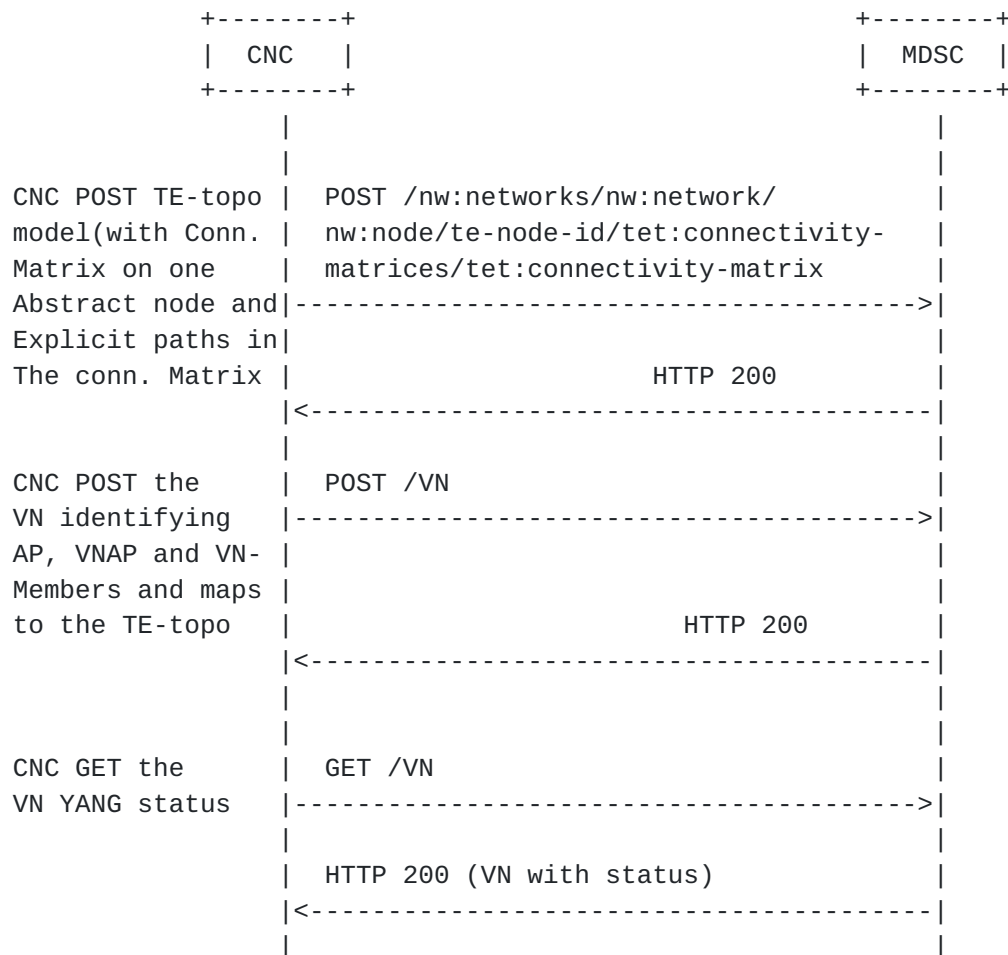 +--------+                                 +--------+
            |  CNC   |                                 |  MDSC  |
            +--------+                                 +--------+
                 |                                         |
                 |                                         |
CNC POST TE-topo |  POST /nw:networks/nw:network/          |
model(with Conn. |  nw:node/te-node-id/tet:connectivity-   |
Matrix on one    |  matrices/tet:connectivity-matrix       |
Abstract node and|---------------------------------------->|
Explicit paths in|                                         |
The conn. Matrix |                       HTTP 200          |
                 |<----------------------------------------|
                 |                                         |
CNC POST the     |  POST /VN                               |
VN identifying   |---------------------------------------->|
AP, VNAP and VN- |                                         |
Members and maps |                                         |
to the TE-topo   |                         HTTP 200        |
                 |<----------------------------------------|
                 |                                         |
                 |                                         |
CNC GET the      |  GET /VN                                |
VN YANG status   |---------------------------------------->|
                 |                                         |
                 |  HTTP 200 (VN with status)              |
                 |<----------------------------------------|
                 |                                         |